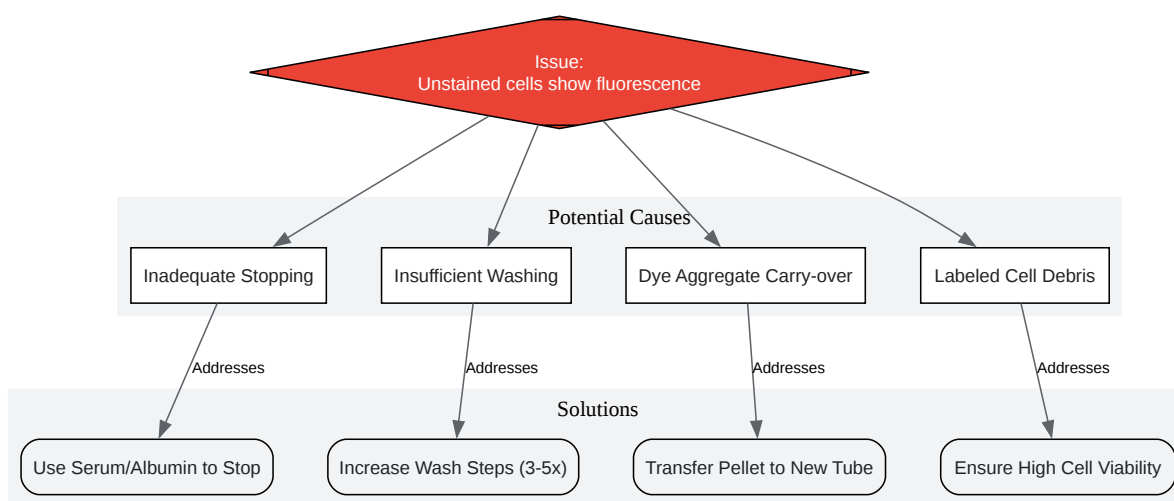 Issue:
Unstained cells show fluorescence
Potential Causes
Inadequate Stopping
Insufficient Washing
Dye Aggregate Carry-over
Labeled Cell Debris
Addresses
Addresses
Addresses
Addresses
Solutions
Use Serum/Albumin to Stop
Increase Wash Steps (3-5x)
Transfer Pellet to New Tube
Ensure High Cell Viability